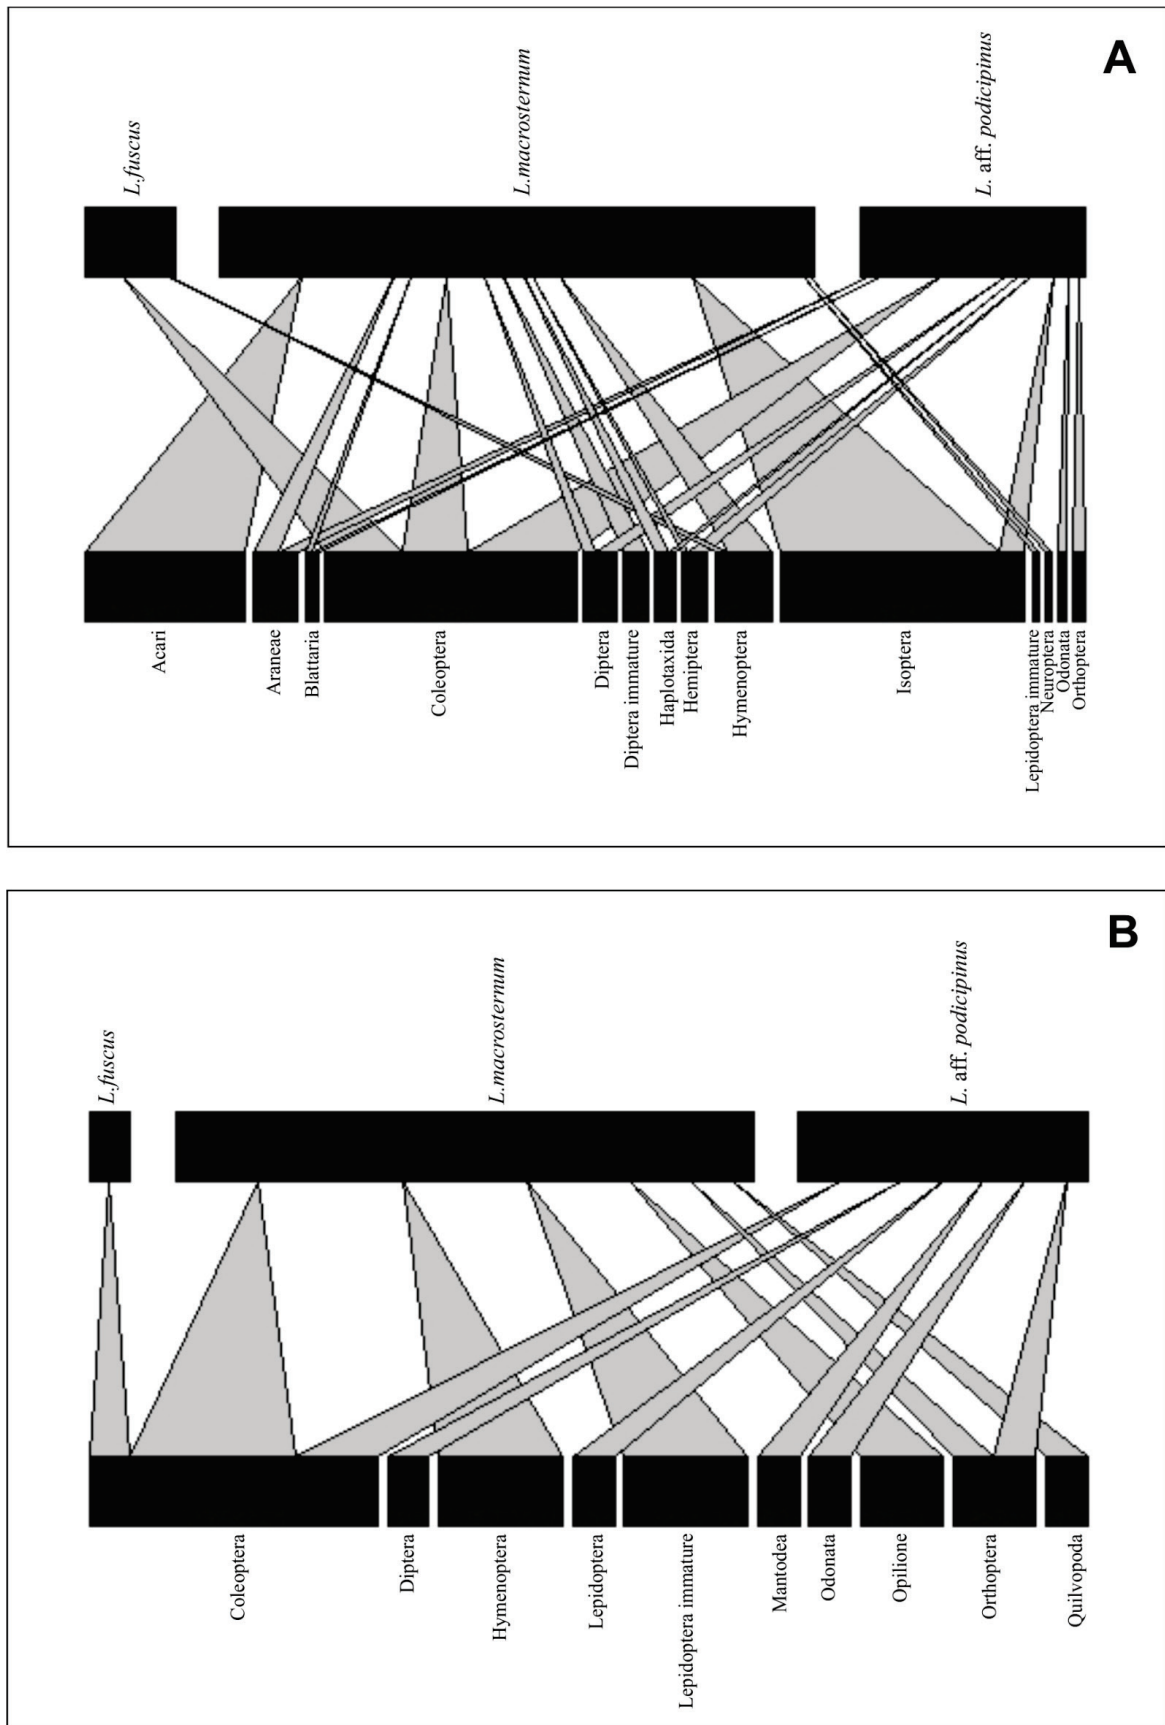 A
L.fuscus
L.macrosternum
L. aff. podicipinus
Acari
Araneae
Blattaria
Coleoptera
Diptera
Diptera immature
Haplotaxida
Hemiptera
Hymenoptera
Isoptera
Lepidoptera immature
Neuroptera
Odonata
Orthoptera
B
L.fuscus
L.macrosternum
L. aff. podicipinus
Coleoptera
Diptera
Hymenoptera
Lepidoptera
Lepidoptera immature
Mantodea
Odonata
Opilione
Orthoptera
Quilvopoda